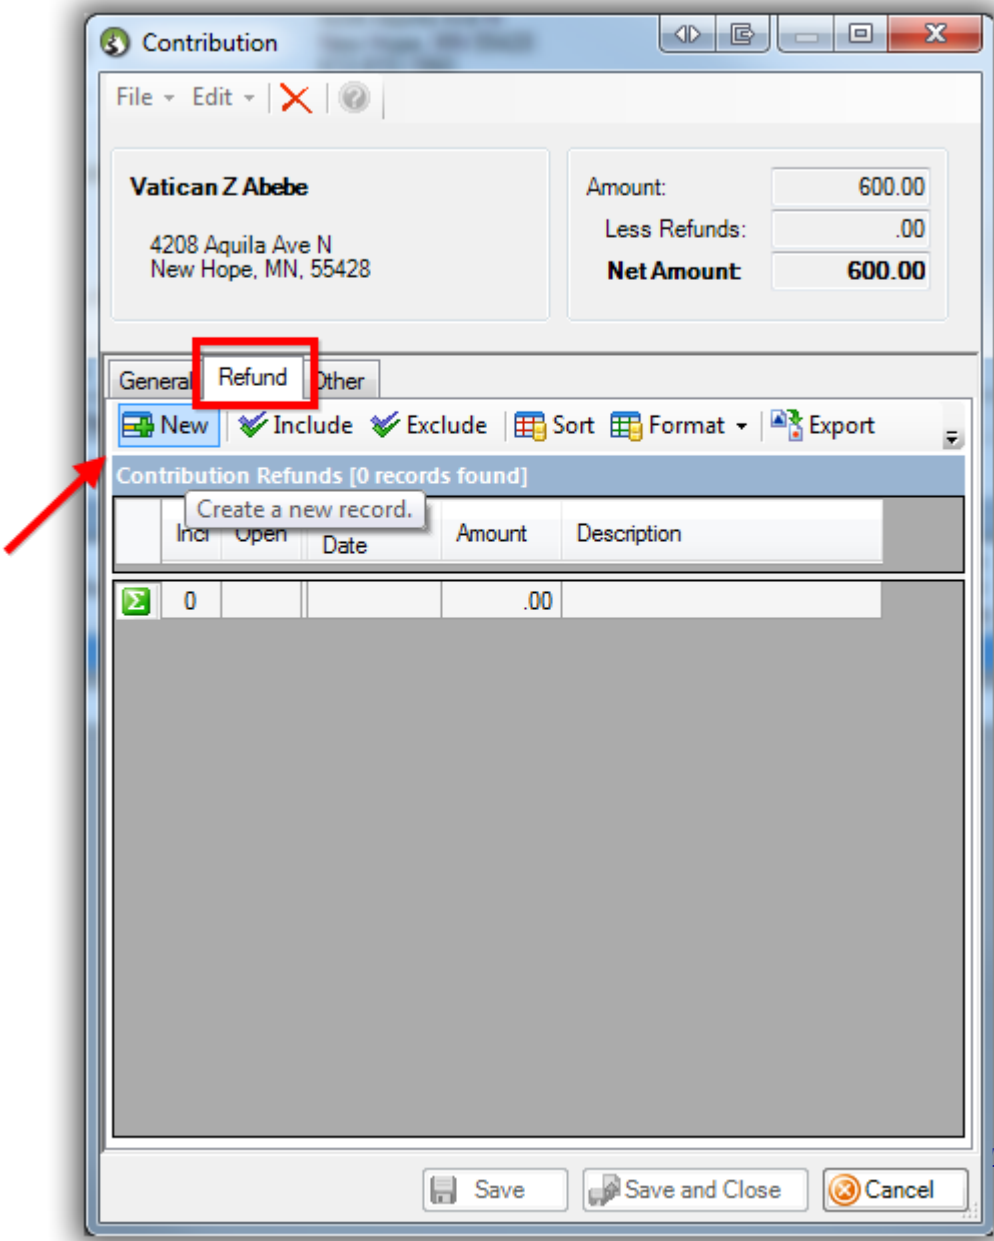 Contribution
File Edit
Vatican Z Abebe
4208 Aquila Ave N
New Hope, MN, 55428
Amount: 600.00
Less Refunds: .00
Net Amount: 600.00
General Refund Other
New Include Exclude Sort Format Export
Contribution Refunds [0 records found]
Create a new record.
Incl Open Date Amount Description
Σ 0 .00
Save Save and Close Cancel